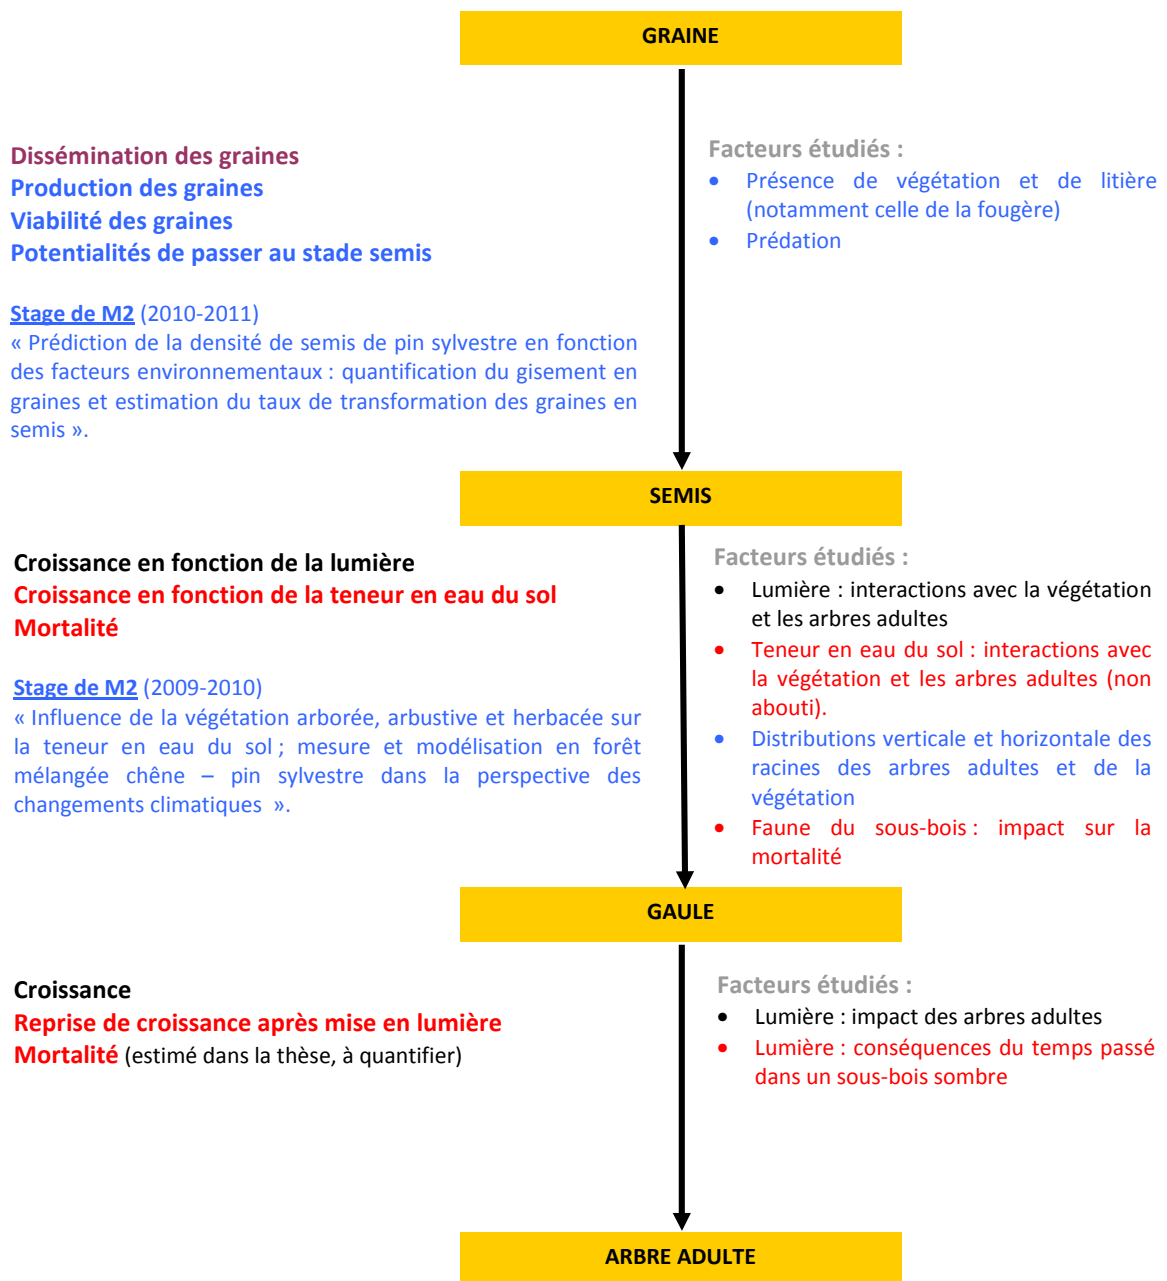 GRAINE
Dissémination des graines
Production des graines
Viabilité des graines
Potentialités de passer au stade semis
Stage de M2 (2010-2011)
« Prédiction de la densité de semis de pin sylvestre en fonction
des facteurs environnementaux : quantification du gisement en
graines et estimation du taux de transformation des graines en
semis ».
Facteurs étudiés :
• Présence de végétation et de litière
(notamment celle de la fougère)
• Prédation
SEMIS
Croissance en fonction de la lumière
Croissance en fonction de la teneur en eau du sol
Mortalité
Stage de M2 (2009-2010)
« Influence de la végétation arborée, arbustive et herbacée sur
la teneur en eau du sol ; mesure et modélisation en forêt
mélangée chêne – pin sylvestre dans la perspective des
changements climatiques ».
Facteurs étudiés :
• Lumière : interactions avec la végétation
et les arbres adultes
• Teneur en eau du sol : interactions avec
la végétation et les arbres adultes (non
abouti).
• Distributions verticale et horizontale des
racines des arbres adultes et de la
végétation
• Faune du sous-bois : impact sur la
mortalité
GAULE
Croissance
Reprise de croissance après mise en lumière
Mortalité (estimé dans la thèse, à quantifier)
Facteurs étudiés :
• Lumière : impact des arbres adultes
• Lumière : conséquences du temps passé
dans un sous-bois sombre
ARBRE ADULTE